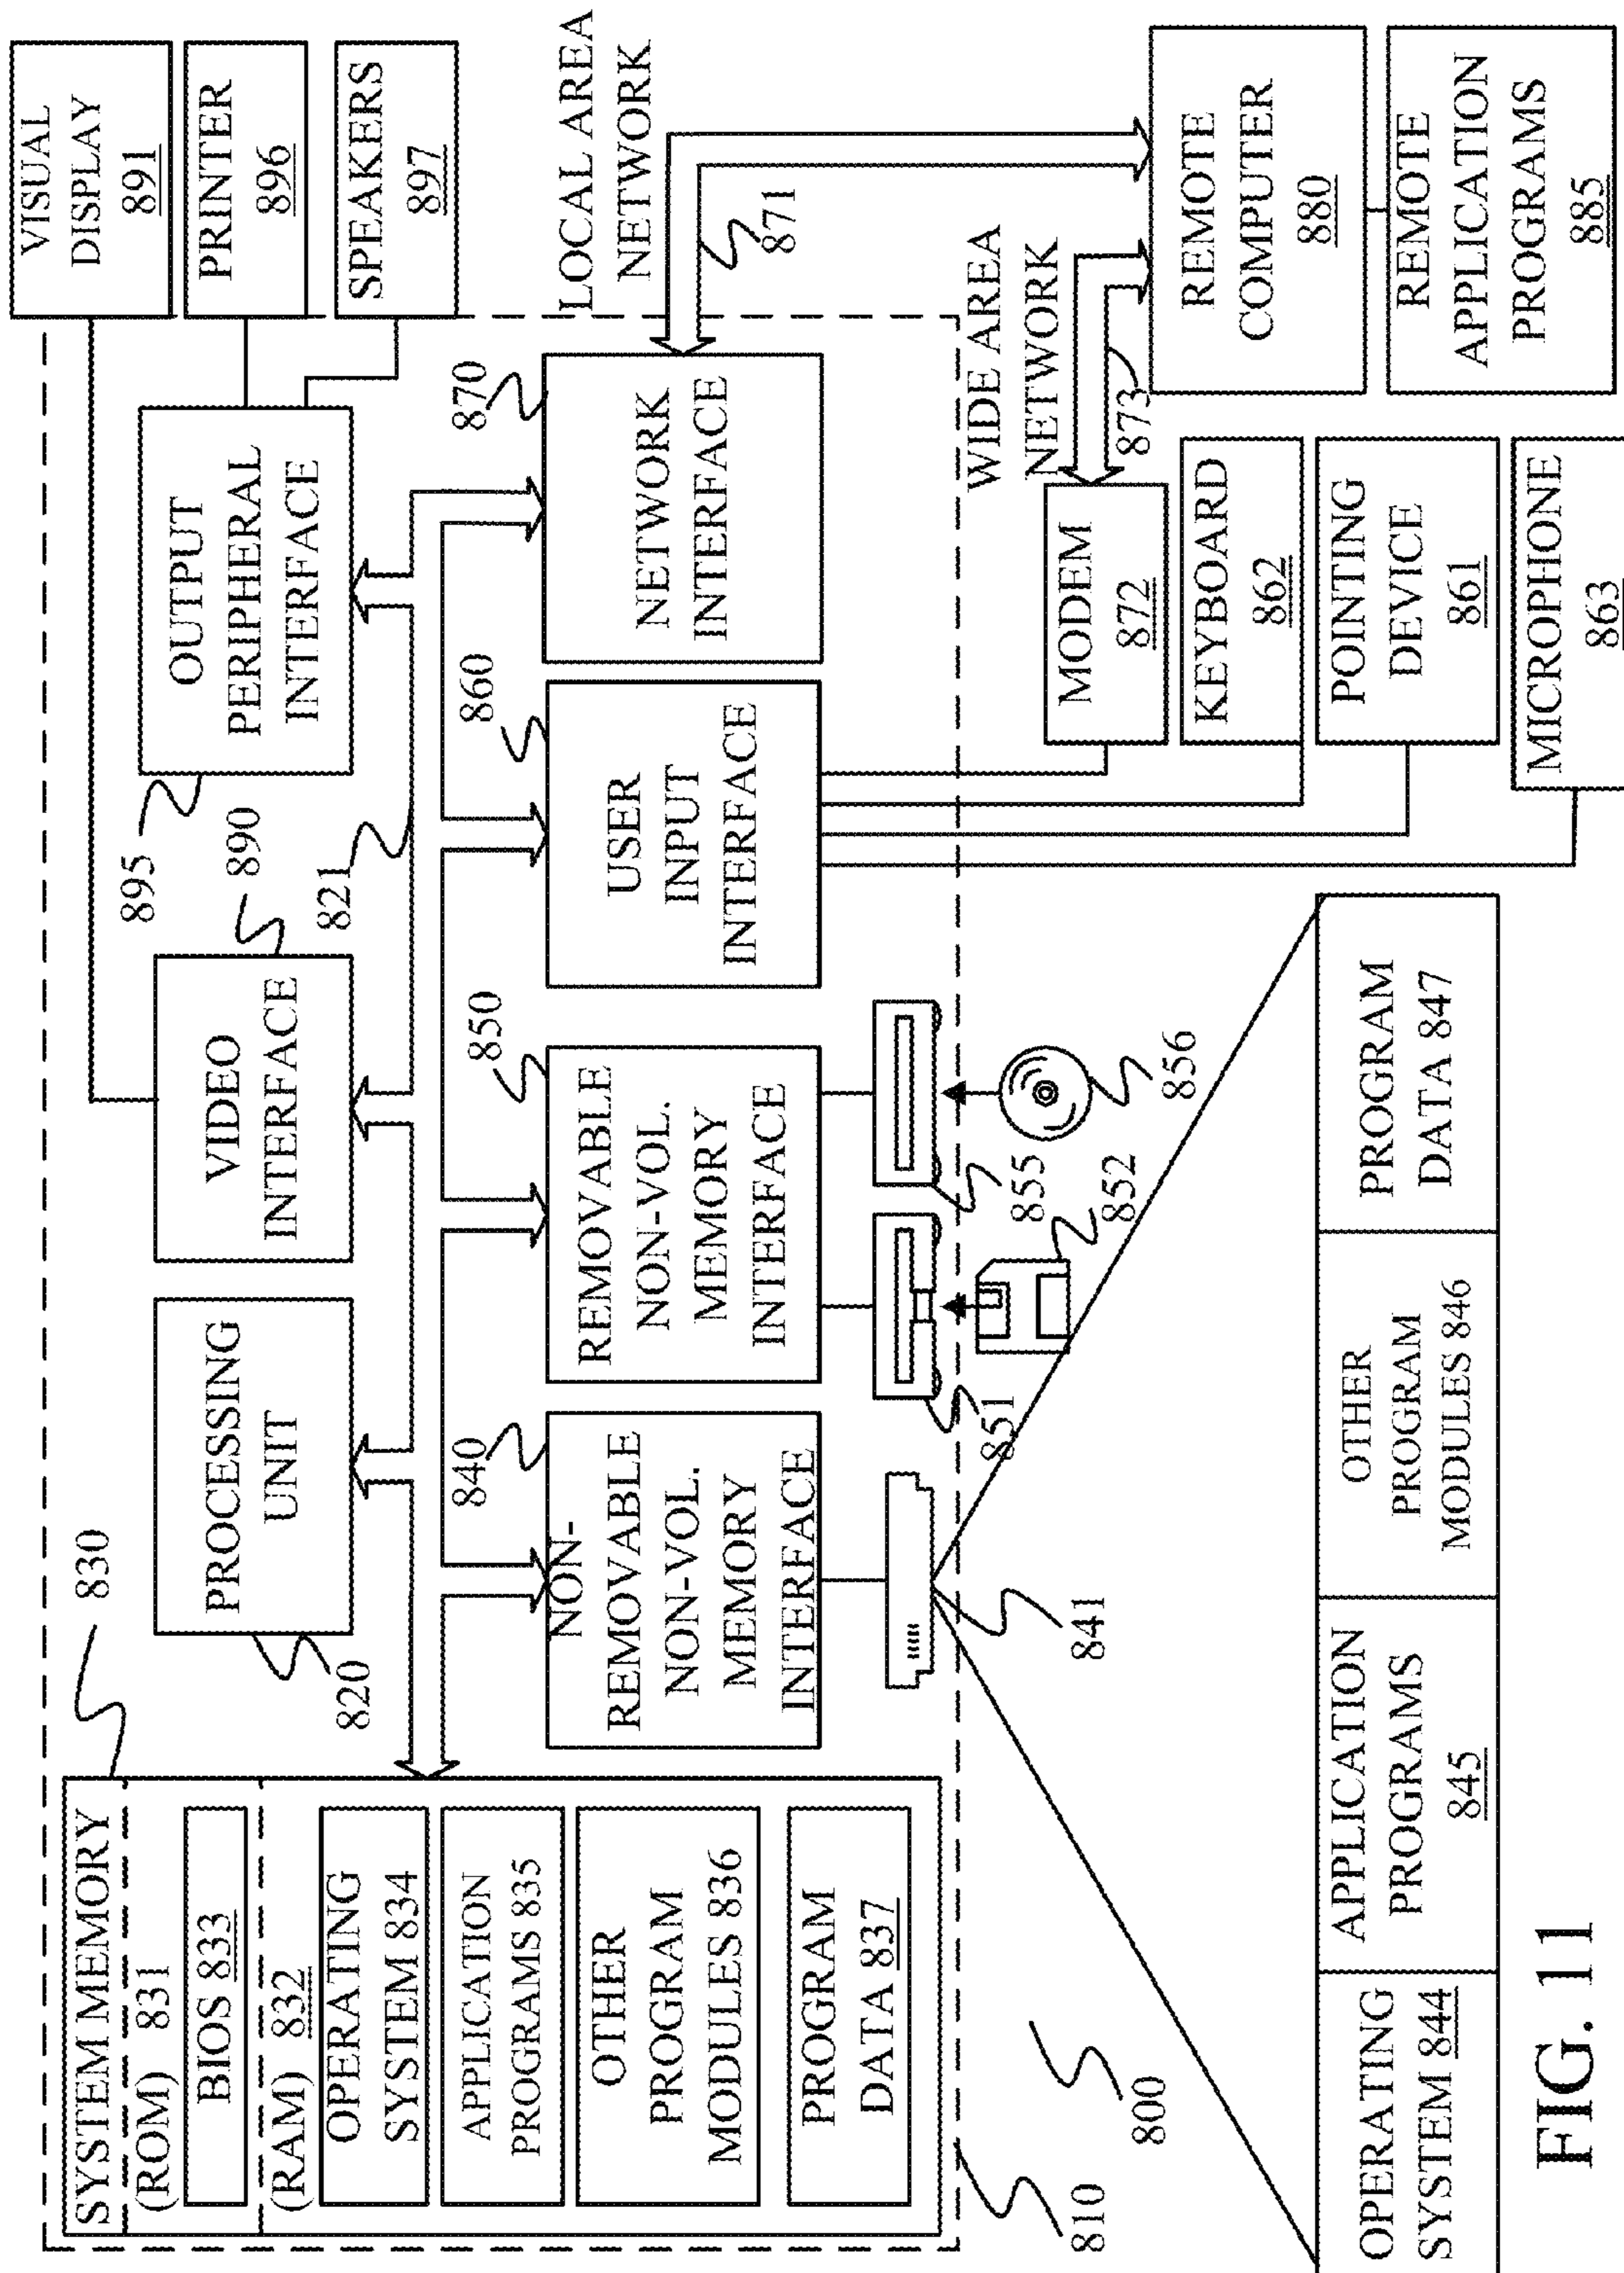 SYSTEM MEMORY
(ROM) 831
BIOS 833
(RAM) 832
OPERATING
SYSTEM 834
APPLICATION
PROGRAMS 835
OTHER
PROGRAM
MODULES 836
PROGRAM
DATA 837
830
PROCESSING
UNIT
820
VIDEO
INTERFACE
890
821
OUTPUT
PERIPHERAL
INTERFACE
895
VISUAL
DISPLAY
891
PRINTER
896
SPEAKERS
897
NON-
REMOVABLE
NON-VOL.
MEMORY
INTERFACE
840
REMOVABLE
NON-VOL.
MEMORY
INTERFACE
850
USER
INPUT
INTERFACE
860
NETWORK
INTERFACE
870
LOCAL AREA
NETWORK
871
841
851
852
855
856
WIDE AREA
NETWORK
873
MODEM
872
KEYBOARD
862
POINTING
DEVICE
861
MICROPHONE
863
REMOTE
COMPUTER
880
REMOTE
APPLICATION
PROGRAMS
885
810
800
OPERATING
SYSTEM 844
APPLICATION
PROGRAMS
845
OTHER
PROGRAM
MODULES 846
PROGRAM
DATA 847
FIG. 11